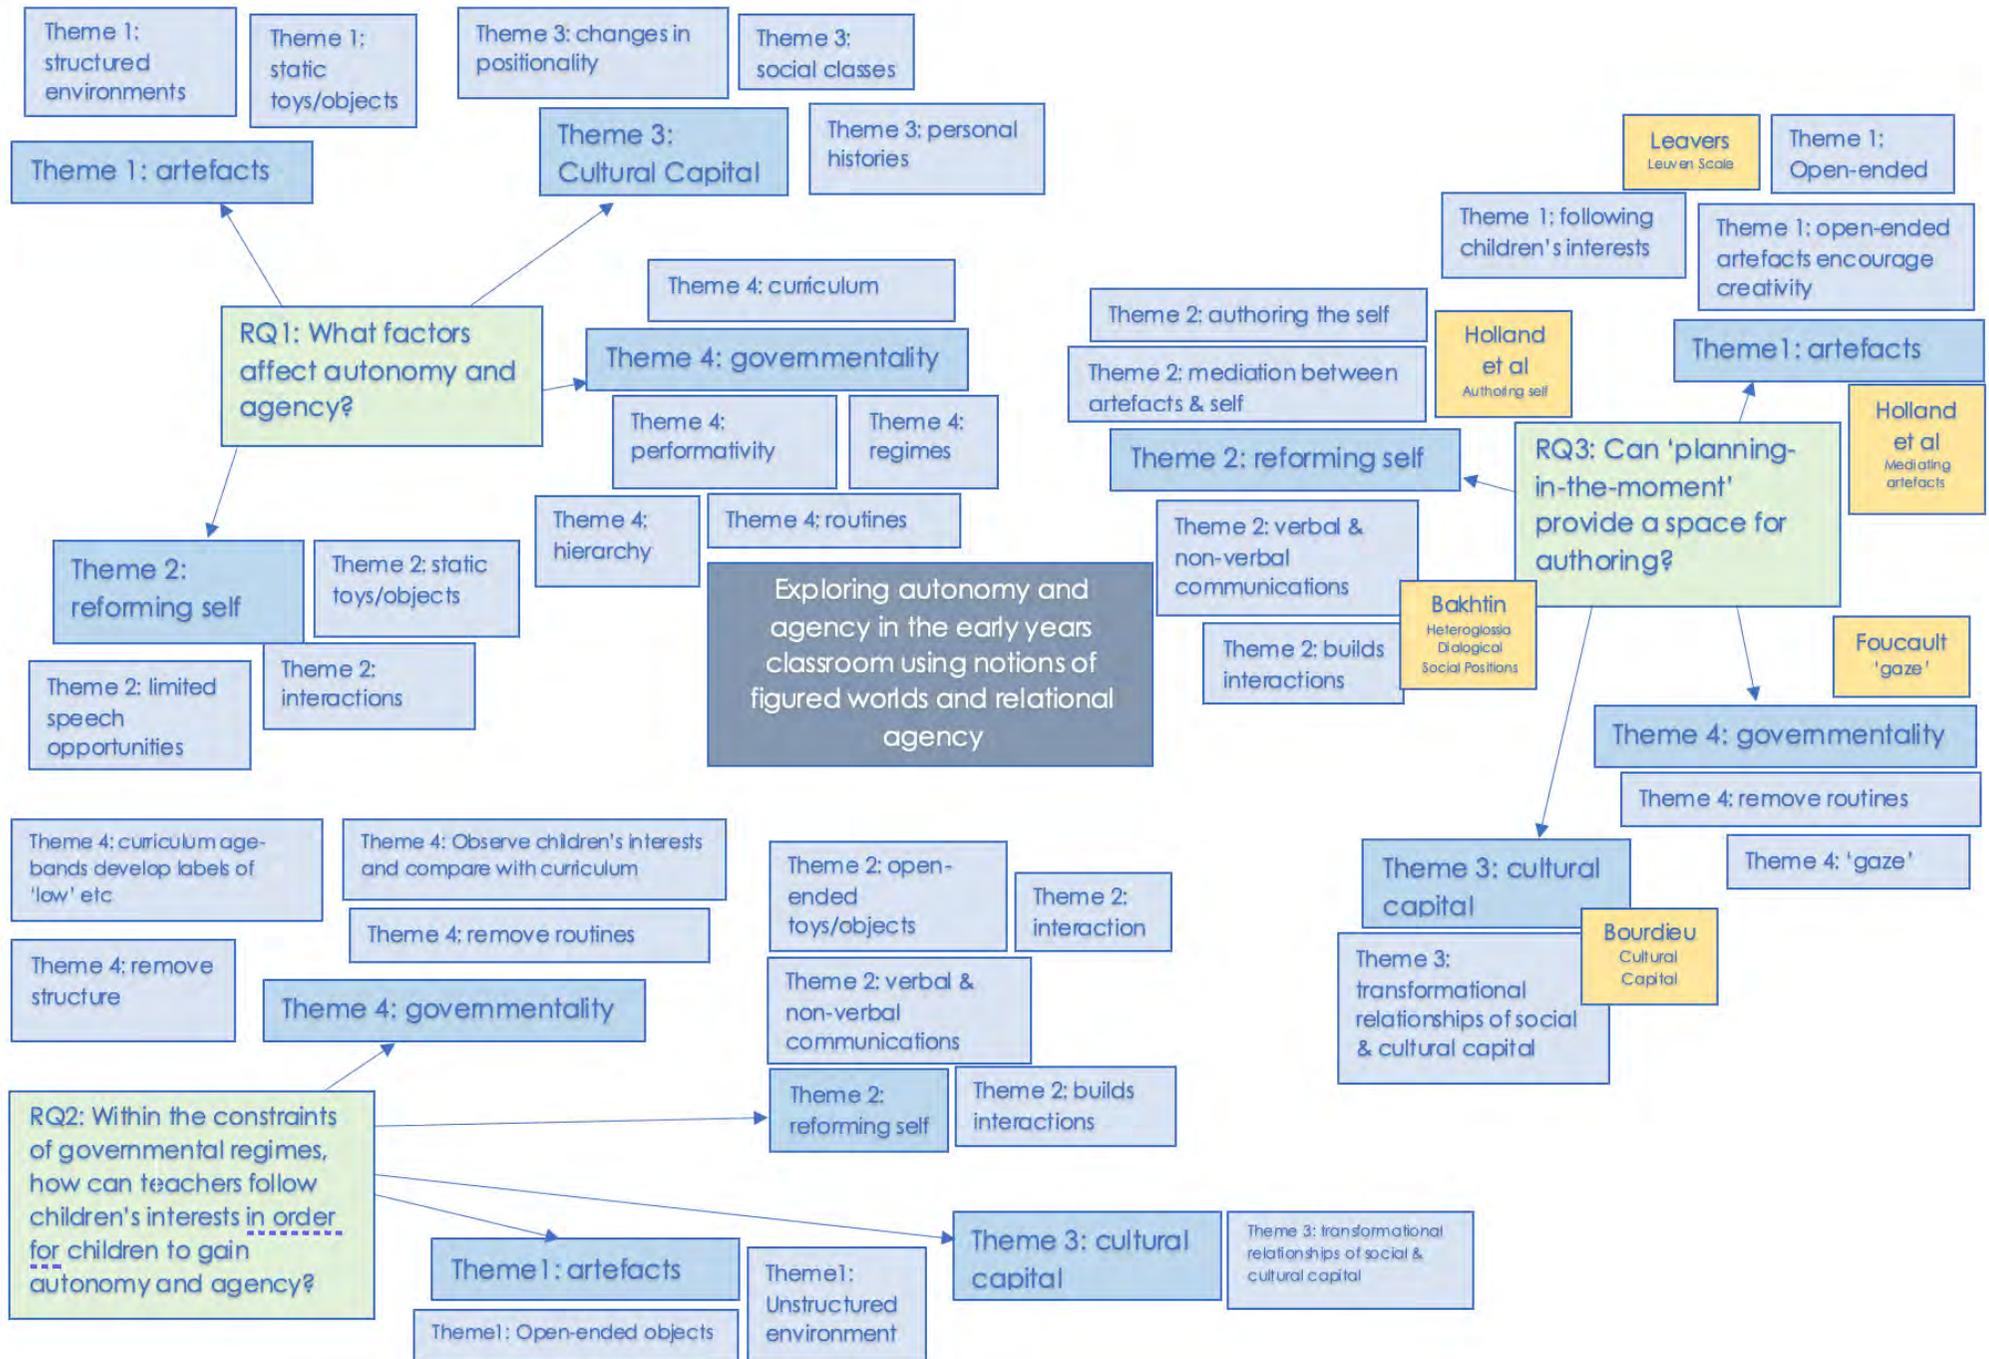 Theme 1:
structured
environments
Theme 1:
static
toys/objects
Theme 1: artefacts
Theme 3: changes in
positionality
Theme 3:
social classes
Theme 3:
Cultural Capital
Theme 3: personal
histories
RQ1: What factors
affect autonomy and
agency?
Theme 4: curriculum
Theme 4: governmentality
Theme 4:
performativity
Theme 4:
regimes
Theme 4:
hierarchy
Theme 4: routines
Theme 2:
reforming self
Theme 2: static
toys/objects
Theme 2: limited
speech
opportunities
Theme 2:
interactions
Exploring autonomy and
agency in the early years
classroom using notions of
figured worlds and relational
agency
Leavers
Leuven Scale
Theme 1:
Open-ended
Theme 1: following
children's interests
Theme 1: open-ended
artefacts encourage
creativity
Theme1: artefacts
Theme 2: authoring the self
Theme 2: mediation between
artefacts & self
Holland
et al
Authoring self
Theme 2: reforming self
Holland
et al
Mediating
artefacts
RQ3: Can 'planning-
in-the-moment'
provide a space for
authoring?
Theme 2: verbal &
non-verbal
communications
Theme 2: builds
interactions
Bakhtin
Heteroglossia
Dialogical
Social Positions
Foucault
'gaze'
Theme 4: governmentality
Theme 4: remove routines
Theme 4: 'gaze'
Theme 3: cultural
capital
Bourdieu
Cultural
Capital
Theme 3:
transformational
relationships of social
& cultural capital
Theme 4: curriculum age-
bands develop labels of
'low' etc
Theme 4: Observe children's interests
and compare with curriculum
Theme 4: remove routines
Theme 4: remove
structure
Theme 4: governmentality
RQ2: Within the constraints
of governmental regimes,
how can teachers follow
children's interests in order
for children to gain
autonomy and agency?
Theme 2: open-
ended
toys/objects
Theme 2:
interaction
Theme 2: verbal &
non-verbal
communications
Theme 2:
reforming self
Theme 2: builds
interactions
Theme1: artefacts
Theme1: Open-ended objects
Theme1:
Unstructured
environment
Theme 3: cultural
capital
Theme 3: transformational
relationships of social &
cultural capital